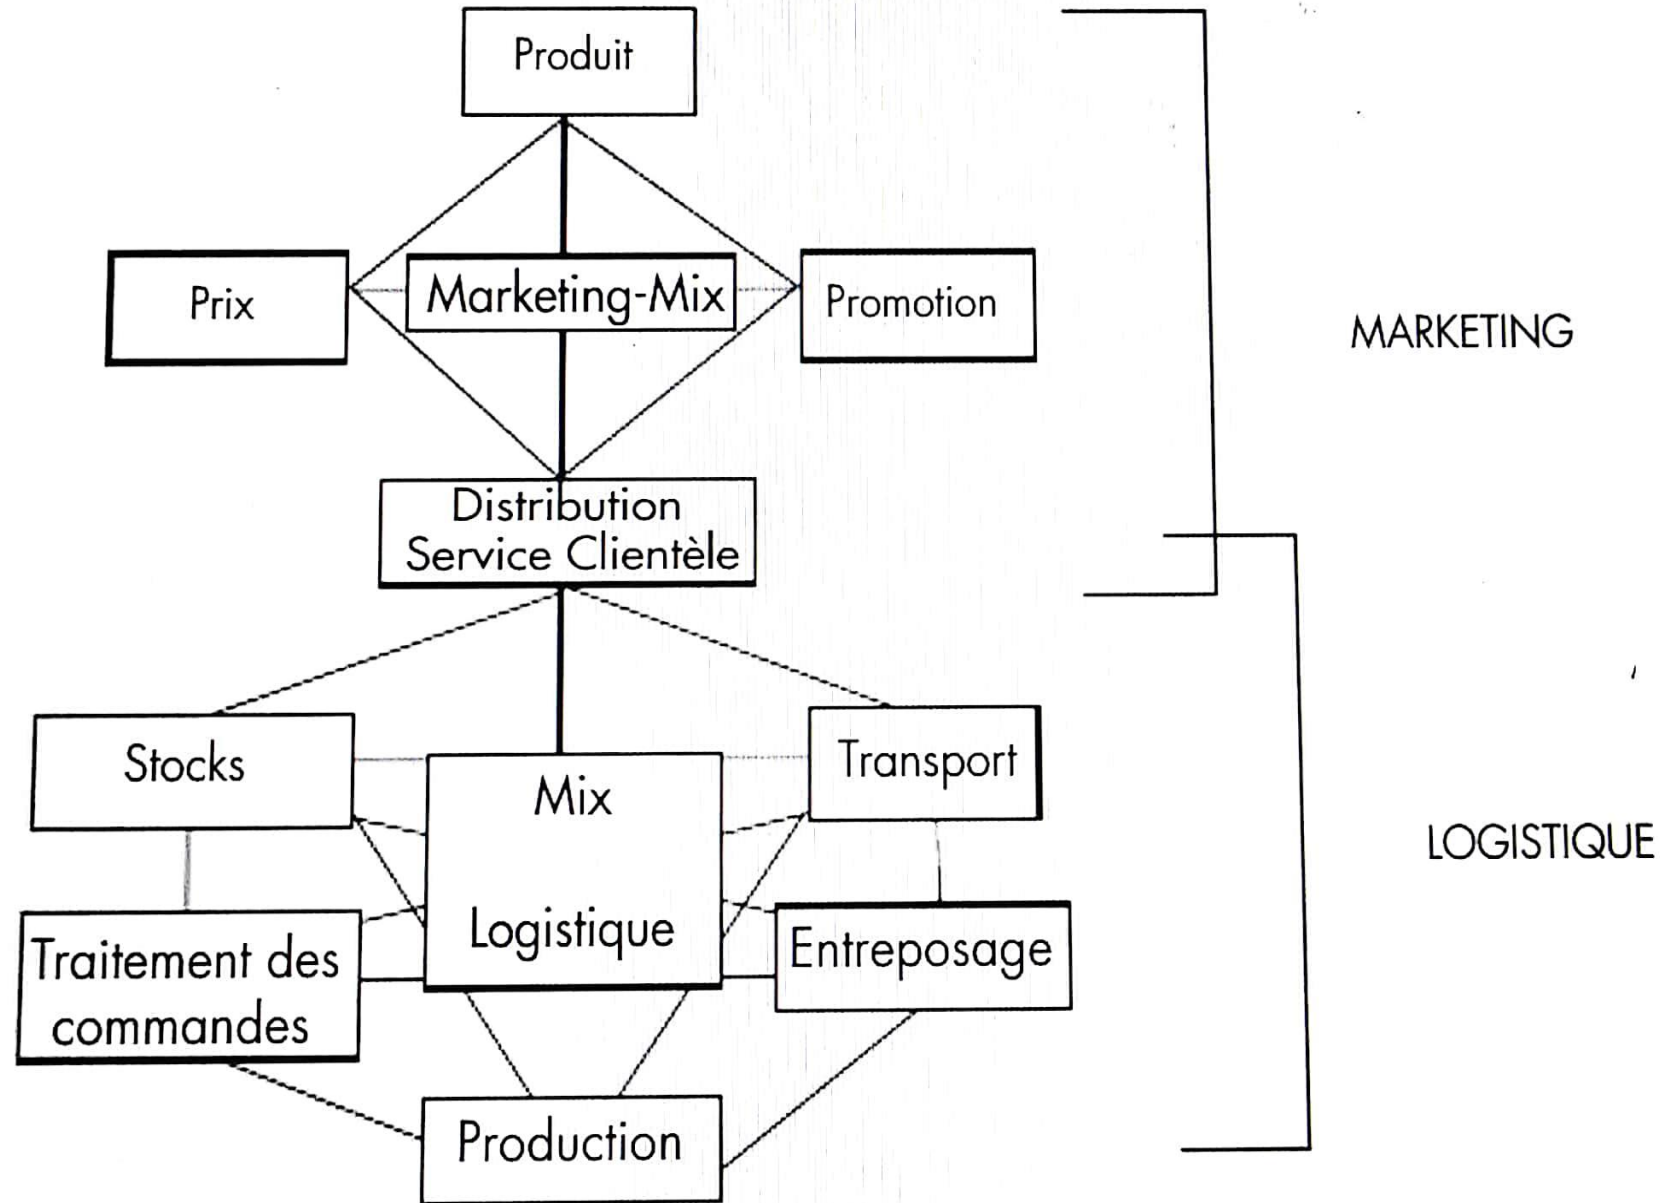 Produit
Prix
Marketing-Mix
Promotion
MARKETING
Distribution
Service Clientèle
Stocks
Mix
Logistique
Transport
LOGISTIQUE
Traitement des
commandes
Entreposage
Production